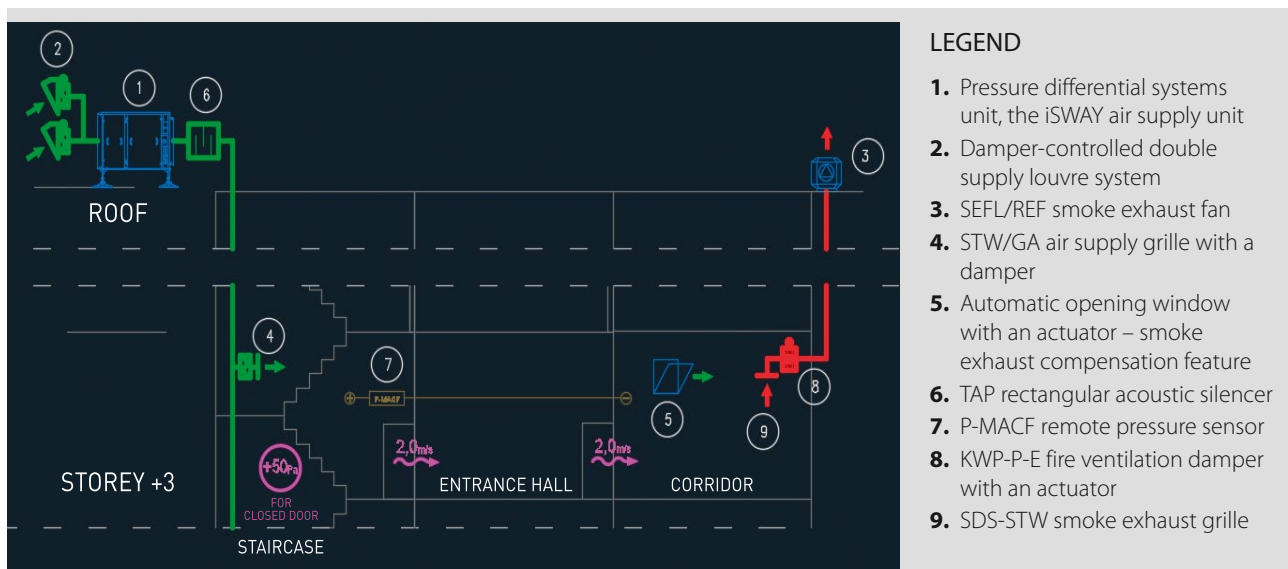 2
1
6
3
ROOF
4
7
P-MACF
5
8
9
2,0m/s
2,0m/s
+50Pa
FOR
CLOSED DOOR
STOREY +3
ENTRANCE HALL
CORRIDOR
STAIRCASE
LEGEND
1. Pressure differential systems
unit, the iSWAY air supply unit
2. Damper-controlled double
supply louvre system
3. SEFL/REF smoke exhaust fan
4. STW/GA air supply grille with a
damper
5. Automatic opening window
with an actuator – smoke
exhaust compensation feature
6. TAP rectangular acoustic silencer
7. P-MACF remote pressure sensor
8. KWP-P-E fire ventilation damper
with an actuator
9. SDS-STW smoke exhaust grille